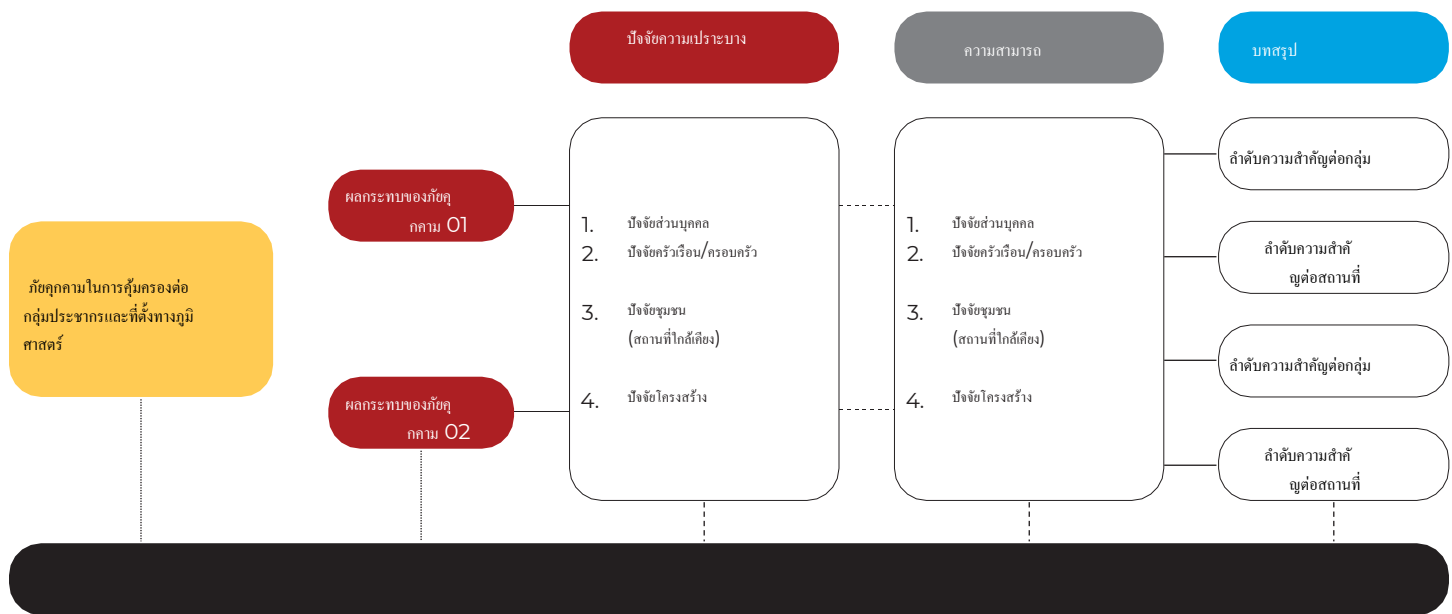 ปัจจัยความเปราะบาง
ความสามารถ
บทสรุป
ภัยคุกคามในการคุ้มครองต่อ
กลุ่มประชากรและที่ตั้งทางภูมิ
ศาสตร์
ผลกระทบของภัยคุ
กคาม 01
ผลกระทบของภัยคุ
กคาม 02
1. ปัจจัยส่วนบุคคล
2. ปัจจัยครัวเรือน/ครอบครัว
3. ปัจจัยชุมชน
(สถานที่ใกล้เคียง)
4. ปัจจัยโครงสร้าง
1. ปัจจัยส่วนบุคคล
2. ปัจจัยครัวเรือน/ครอบครัว
3. ปัจจัยชุมชน
(สถานที่ใกล้เคียง)
4. ปัจจัยโครงสร้าง
ลำดับความสำคัญต่อกลุ่ม
ลำดับความสำคั
ญต่อสถานที่
ลำดับความสำคัญต่อกลุ่ม
ลำดับความสำคั
ญต่อสถานที่